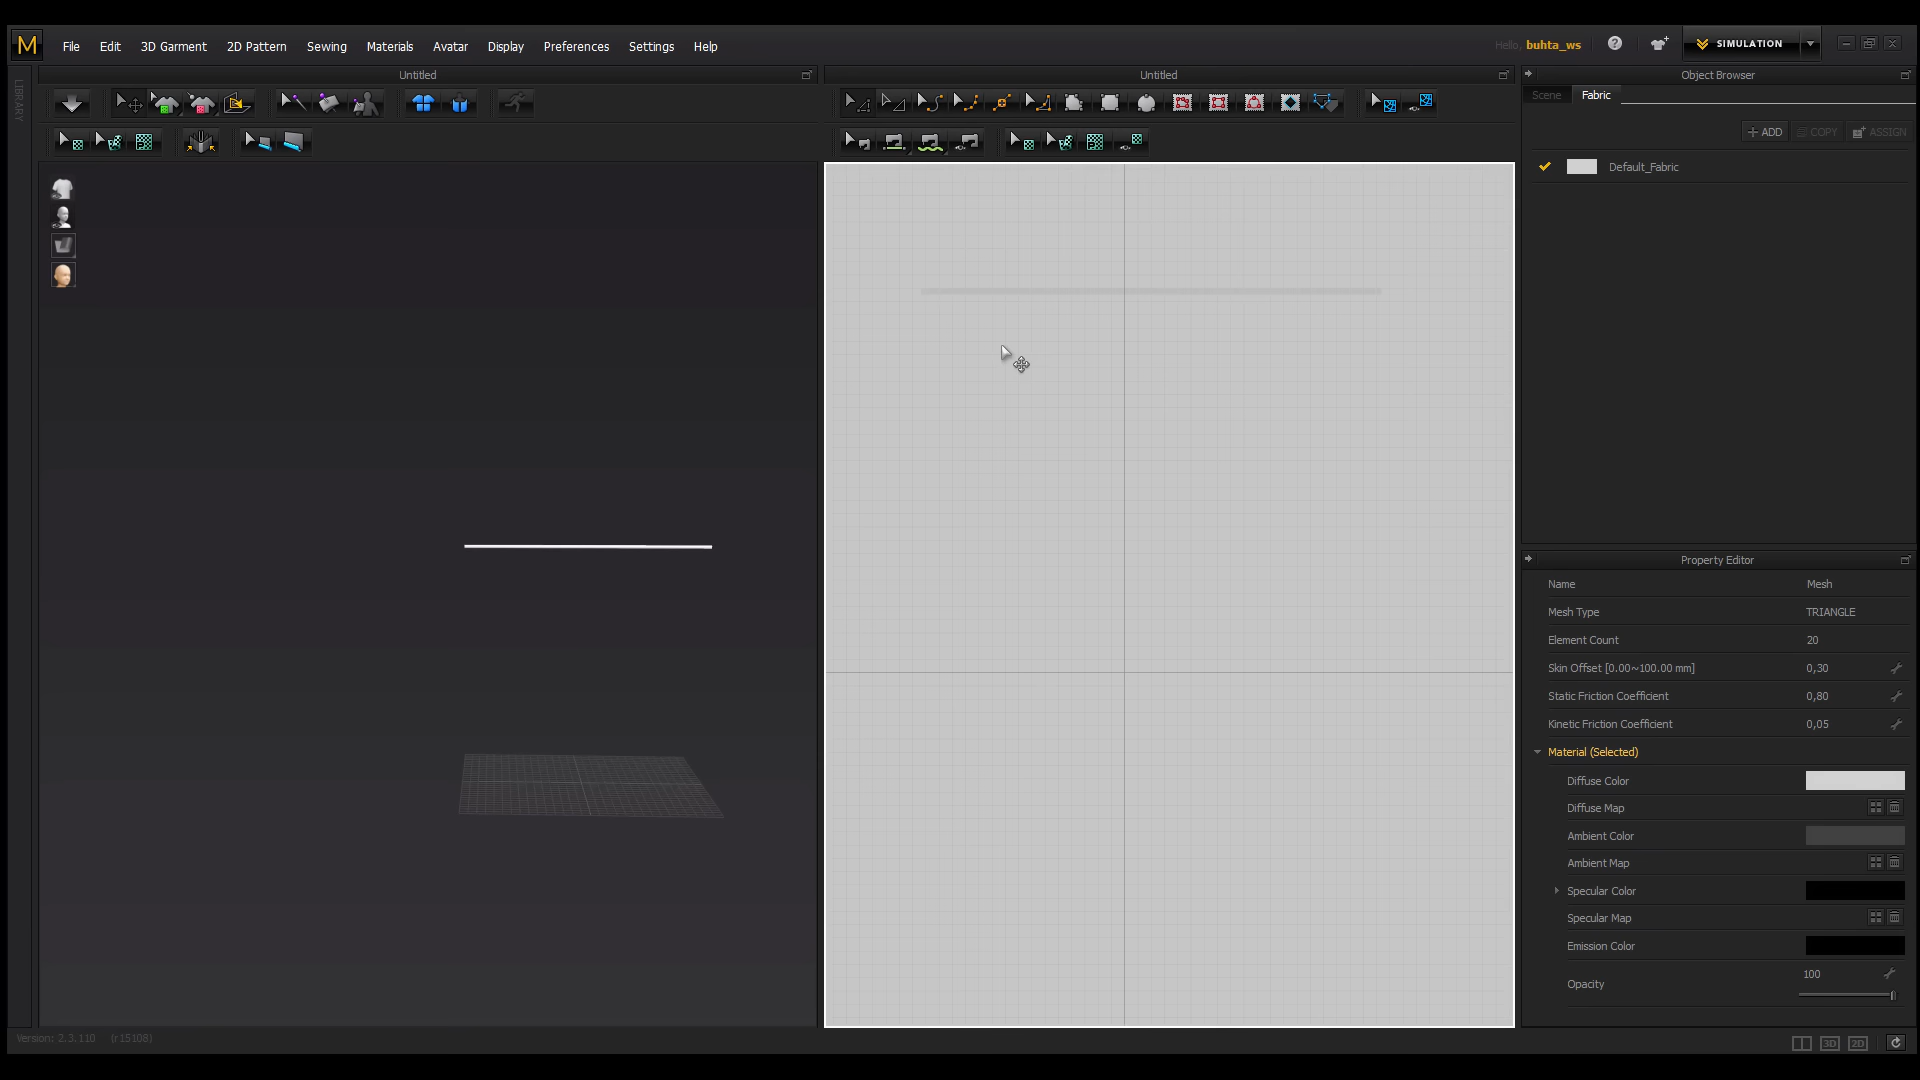 M File Edit 3D Garment 2D Pattern Sewing Materials Avatar Display Preferences Settings Help Hello, buhta_ws ? SIMULATION
LIBRARY
Untitled
Untitled
Object Browser
Scene Fabric
+ ADD COPY ASSIGN
Default_Fabric
Property Editor
Name Mesh
Mesh Type TRIANGLE
Element Count 20
Skin Offset [0.00~100.00 mm] 0,30
Static Friction Coefficient 0,80
Kinetic Friction Coefficient 0,05
Material (Selected)
Diffuse Color
Diffuse Map
Ambient Color
Ambient Map
Specular Color
Specular Map
Emission Color
Opacity 100
Version: 2.3.110 (r15108)
3D 2D